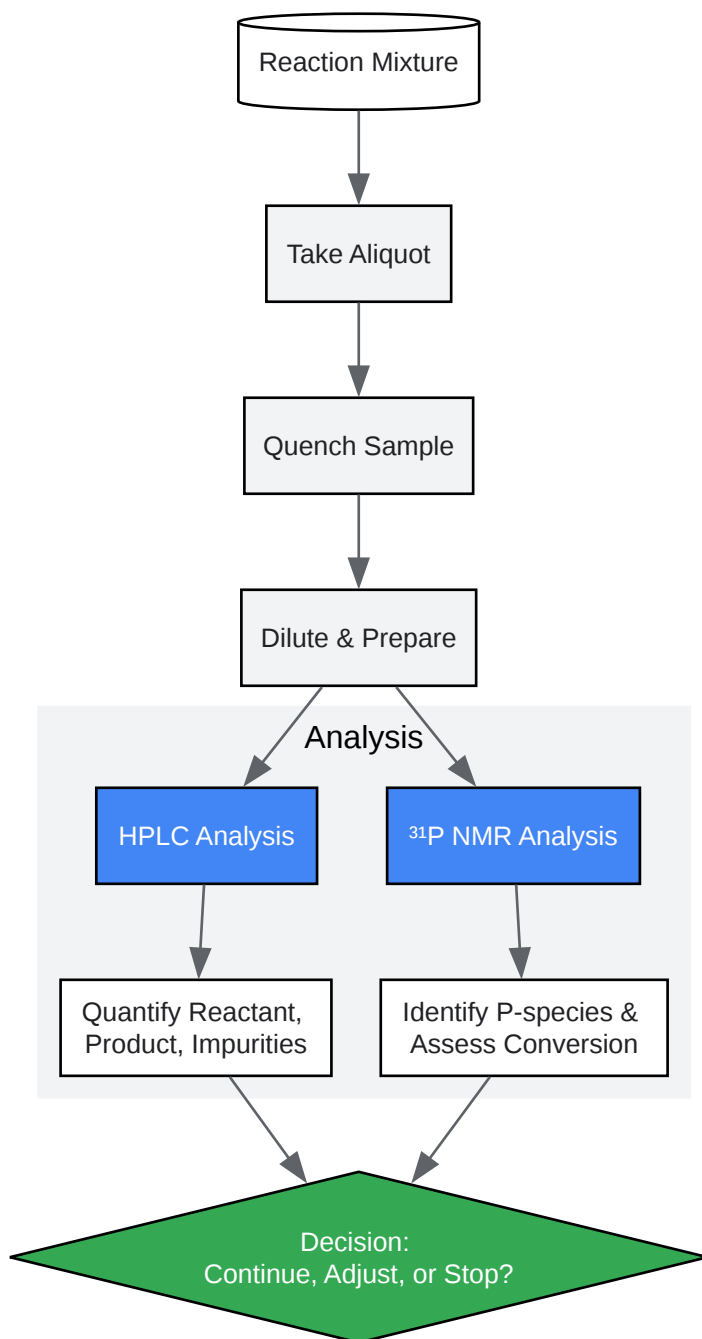 Reaction Mixture
Take Aliquot
Quench Sample
Dilute & Prepare
Analysis
HPLC Analysis
³¹P NMR Analysis
Quantify Reactant,
Product, Impurities
Identify P-species &
Assess Conversion
Decision:
Continue, Adjust, or Stop?